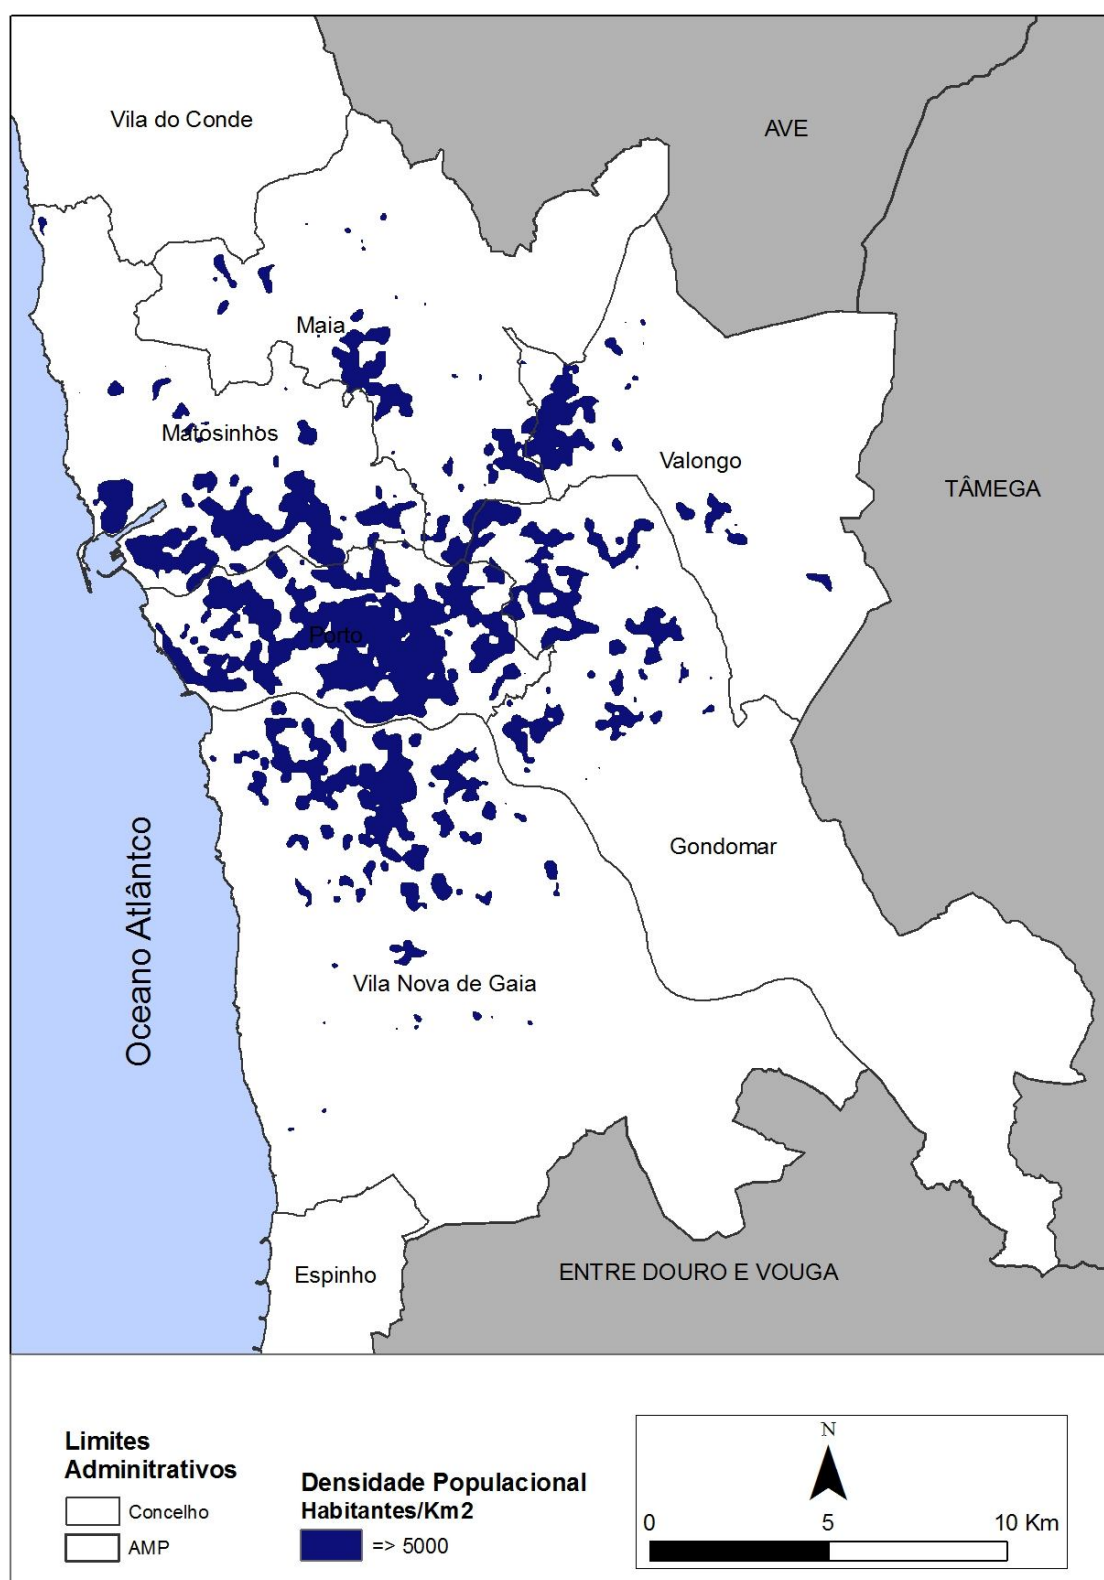 Vila do Conde
AVE
Maia
Matosinhos
Valongo
TÂMEGA
Porto
Gondomar
Oceano Atlântco
Vila Nova de Gaia
Espinho
ENTRE DOURO E VOUGA
Limites
Adminitrativos
Concelho
AMP
Densidade Populacional
Habitantes/Km2
=> 5000
N
0 5 10 Km